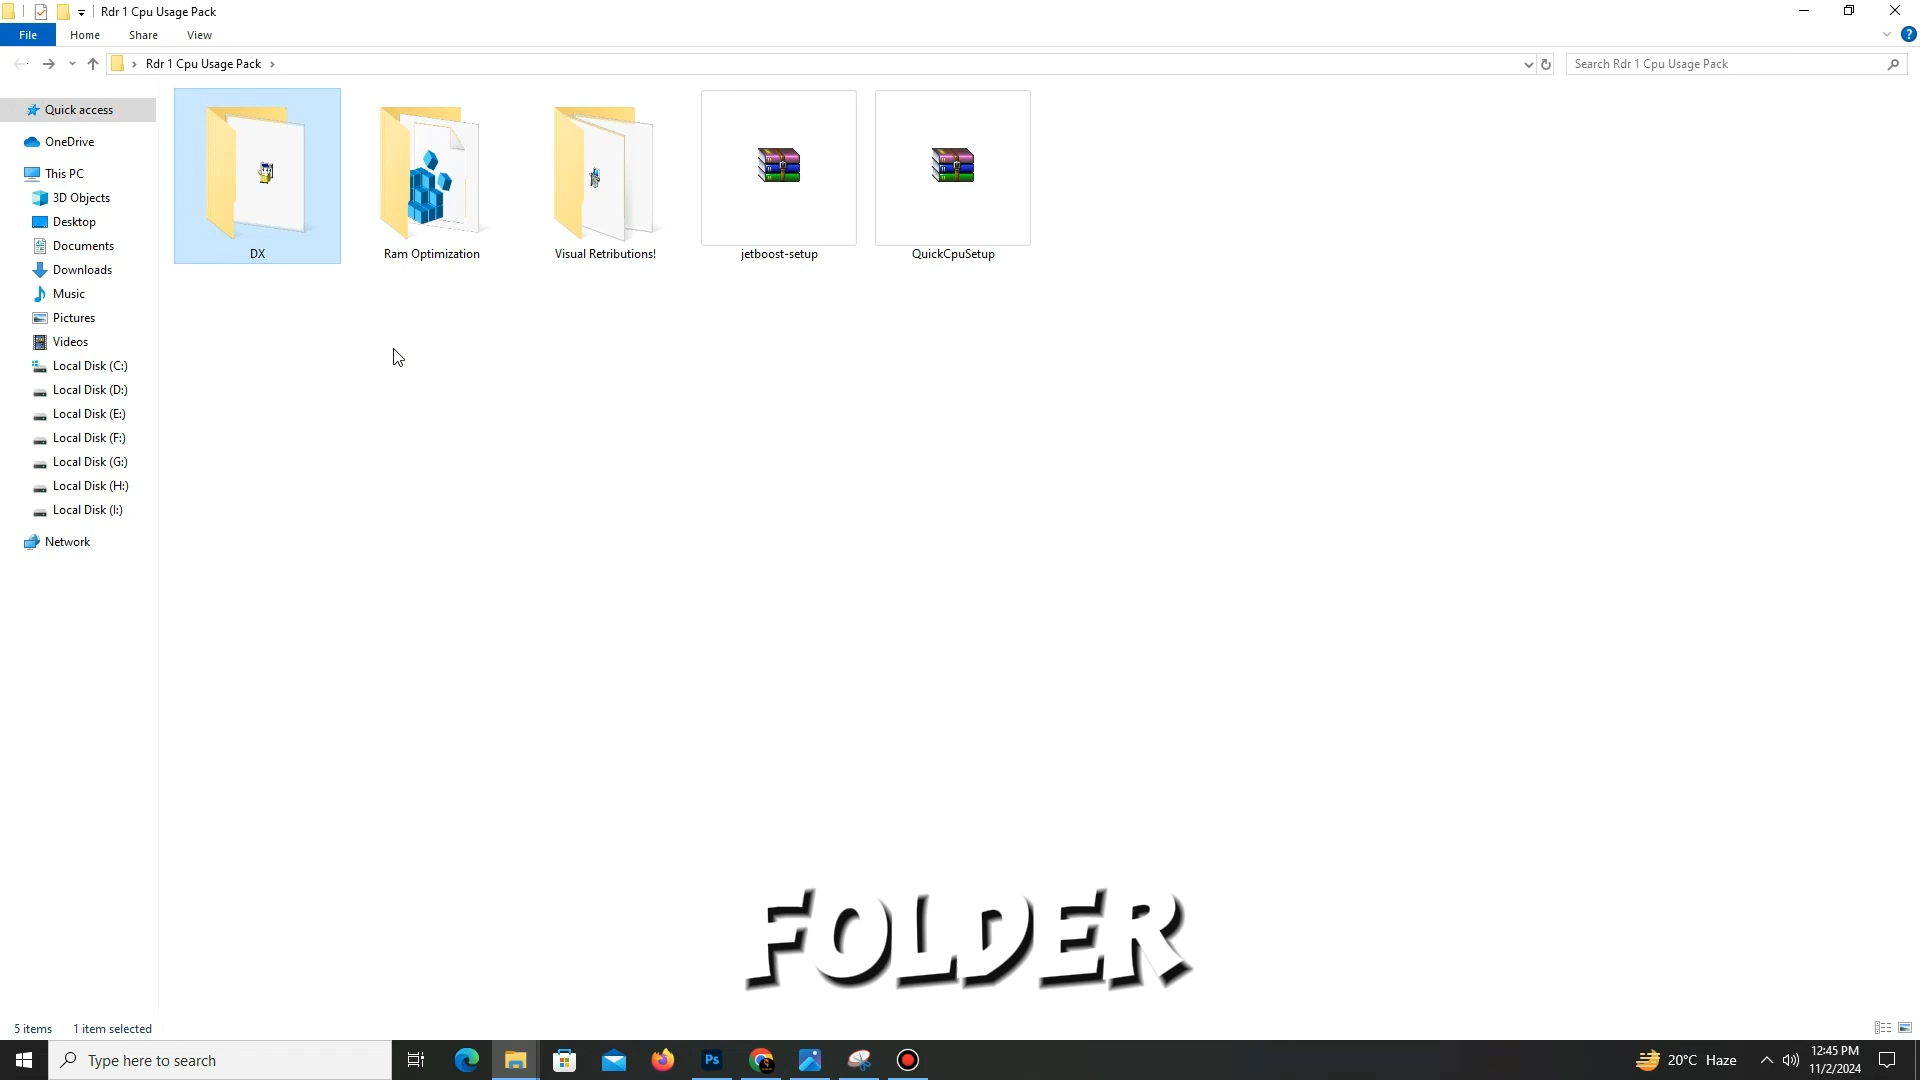 Rdr 1 Cpu Usage Pack
File Home Share View
Rdr 1 Cpu Usage Pack
Search Rdr 1 Cpu Usage Pack
Quick access
OneDrive
This PC
3D Objects
Desktop
Documents
Downloads
Music
Pictures
Videos
Local Disk (C:)
Local Disk (D:)
Local Disk (E:)
Local Disk (F:)
Local Disk (G:)
Local Disk (H:)
Local Disk (I:)
Network
DX
Ram Optimization
Visual Retributions!
jetboost-setup
QuickCpuSetup
FOLDER
5 items 1 item selected
Type here to search
Ps
20°C Haze
12:45 PM
11/2/2024